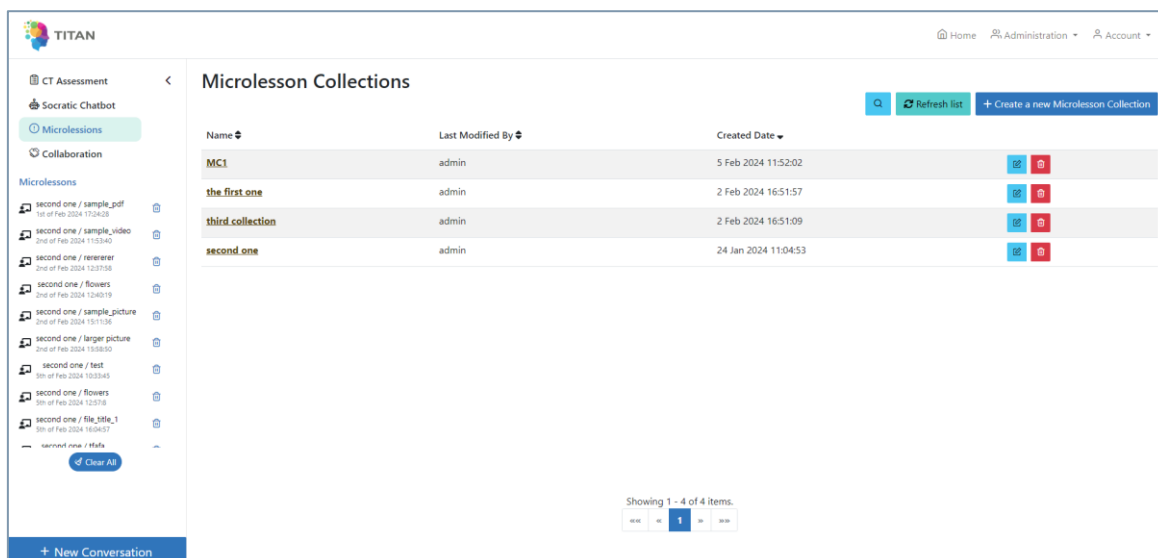 TITAN
Home Administration Account
CT Assessment
Socratic Chatbot
Microlessions
Collaboration
Microlessons
second one / sample_pdf
1st of Feb 2024 17:24:28
second one / sample_video
2nd of Feb 2024 11:53:40
second one / rerererer
2nd of Feb 2024 12:37:58
second one / flowers
2nd of Feb 2024 12:40:19
second one / sample_picture
2nd of Feb 2024 15:11:36
second one / larger picture
2nd of Feb 2024 15:58:50
second one / test
5th of Feb 2024 10:33:45
second one / flowers
5th of Feb 2024 12:57:8
second one / file_title_1
5th of Feb 2024 16:04:57
second one / tfafa
Clear All
+ New Conversation
Microlesson Collections
Refresh list + Create a new Microlesson Collection
Name Last Modified By Created Date
MC1 admin 5 Feb 2024 11:52:02
the first one admin 2 Feb 2024 16:51:57
third collection admin 2 Feb 2024 16:51:09
second one admin 24 Jan 2024 11:04:53
Showing 1 - 4 of 4 items.
«« « 1 » »»